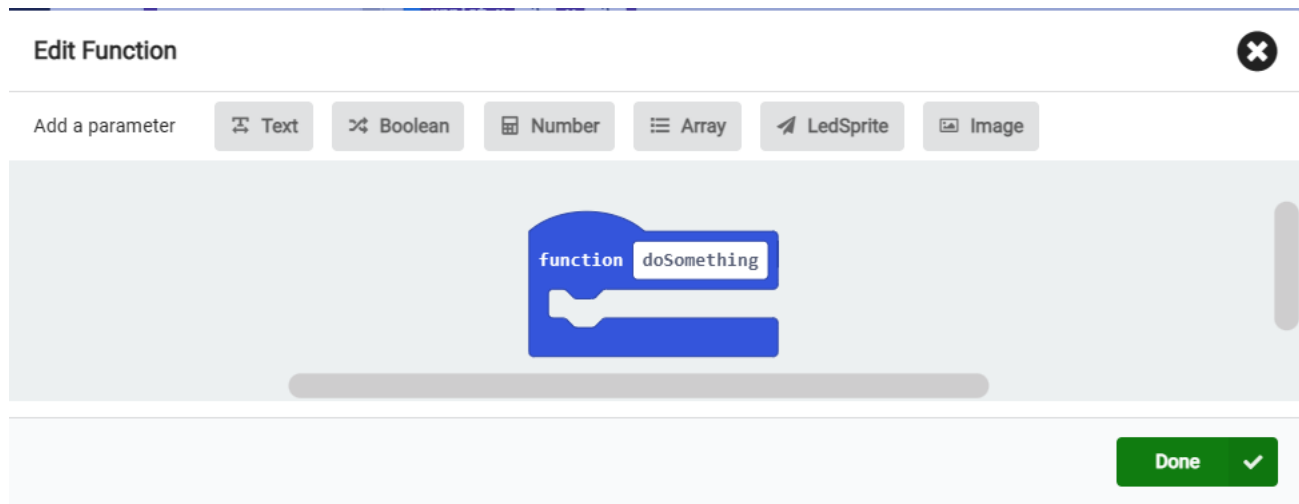 Edit Function
Add a parameter Text Boolean Number Array LedSprite Image
function doSomething
Done